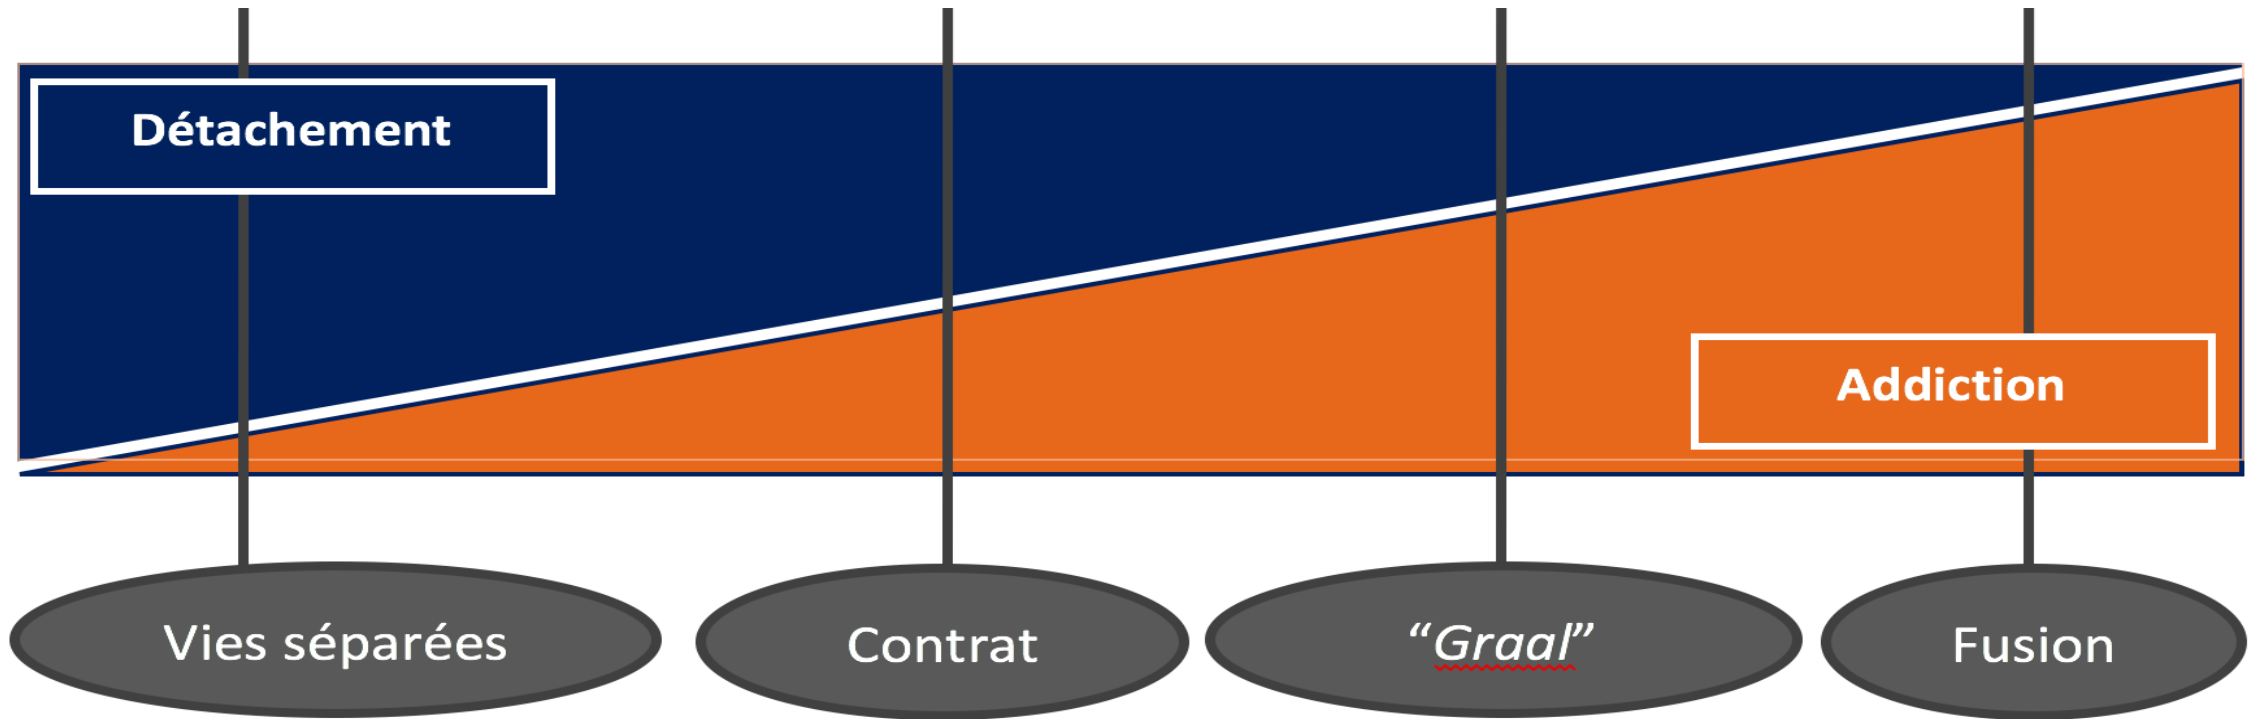 Détachement
Addiction
Vies séparées
Contrat
“Graal”
Fusion